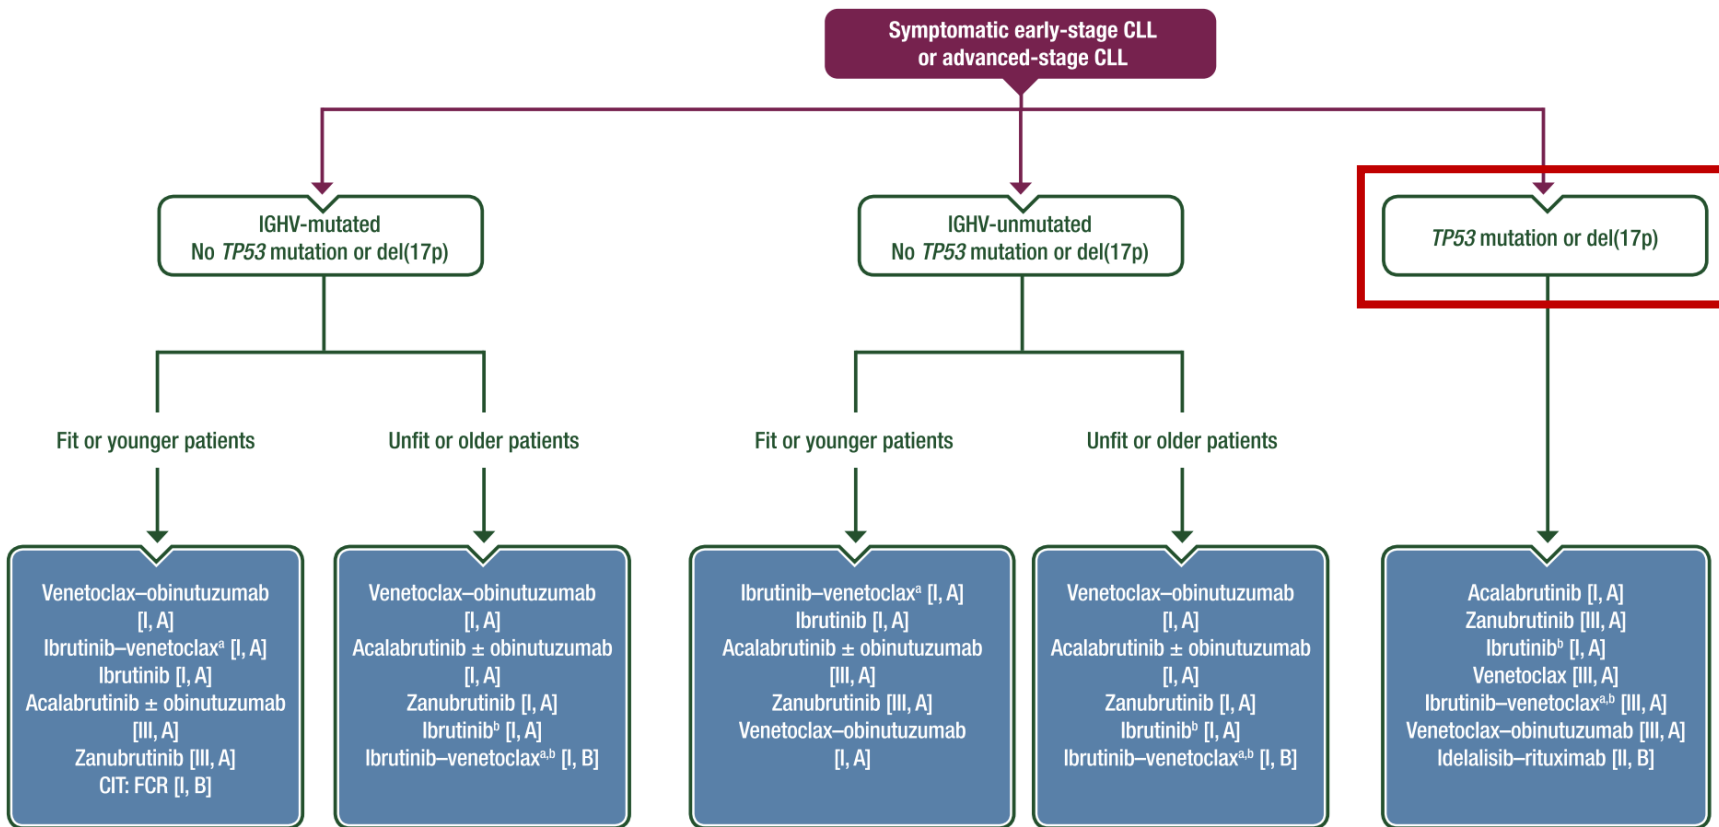 Symptomatic early-stage CLL
or advanced-stage CLL
IGHV-mutated
No TP53 mutation or del(17p)
IGHV-unmutated
No TP53 mutation or del(17p)
TP53 mutation or del(17p)
Fit or younger patients
Unfit or older patients
Fit or younger patients
Unfit or older patients
Venetoclax–obinutuzumab
[I, A]
Ibrutinib–venetoclaxᵃ [I, A]
Ibrutinib [I, A]
Acalabrutinib ± obinutuzumab
[III, A]
Zanubrutinib [III, A]
CIT: FCR [I, B]
Venetoclax–obinutuzumab
[I, A]
Acalabrutinib ± obinutuzumab
[I, A]
Zanubrutinib [I, A]
Ibrutinibᵇ [I, A]
Ibrutinib–venetoclaxᵃ,ᵇ [I, B]
Ibrutinib–venetoclaxᵃ [I, A]
Ibrutinib [I, A]
Acalabrutinib ± obinutuzumab
[III, A]
Zanubrutinib [III, A]
Venetoclax–obinutuzumab
[I, A]
Venetoclax–obinutuzumab
[I, A]
Acalabrutinib ± obinutuzumab
[I, A]
Zanubrutinib [I, A]
Ibrutinibᵇ [I, A]
Ibrutinib–venetoclaxᵃ,ᵇ [I, B]
Acalabrutinib [I, A]
Zanubrutinib [III, A]
Ibrutinibᵇ [I, A]
Venetoclax [III, A]
Ibrutinib–venetoclaxᵃ,ᵇ [III, A]
Venetoclax–obinutuzumab [III, A]
Idelalisib–rituximab [II, B]